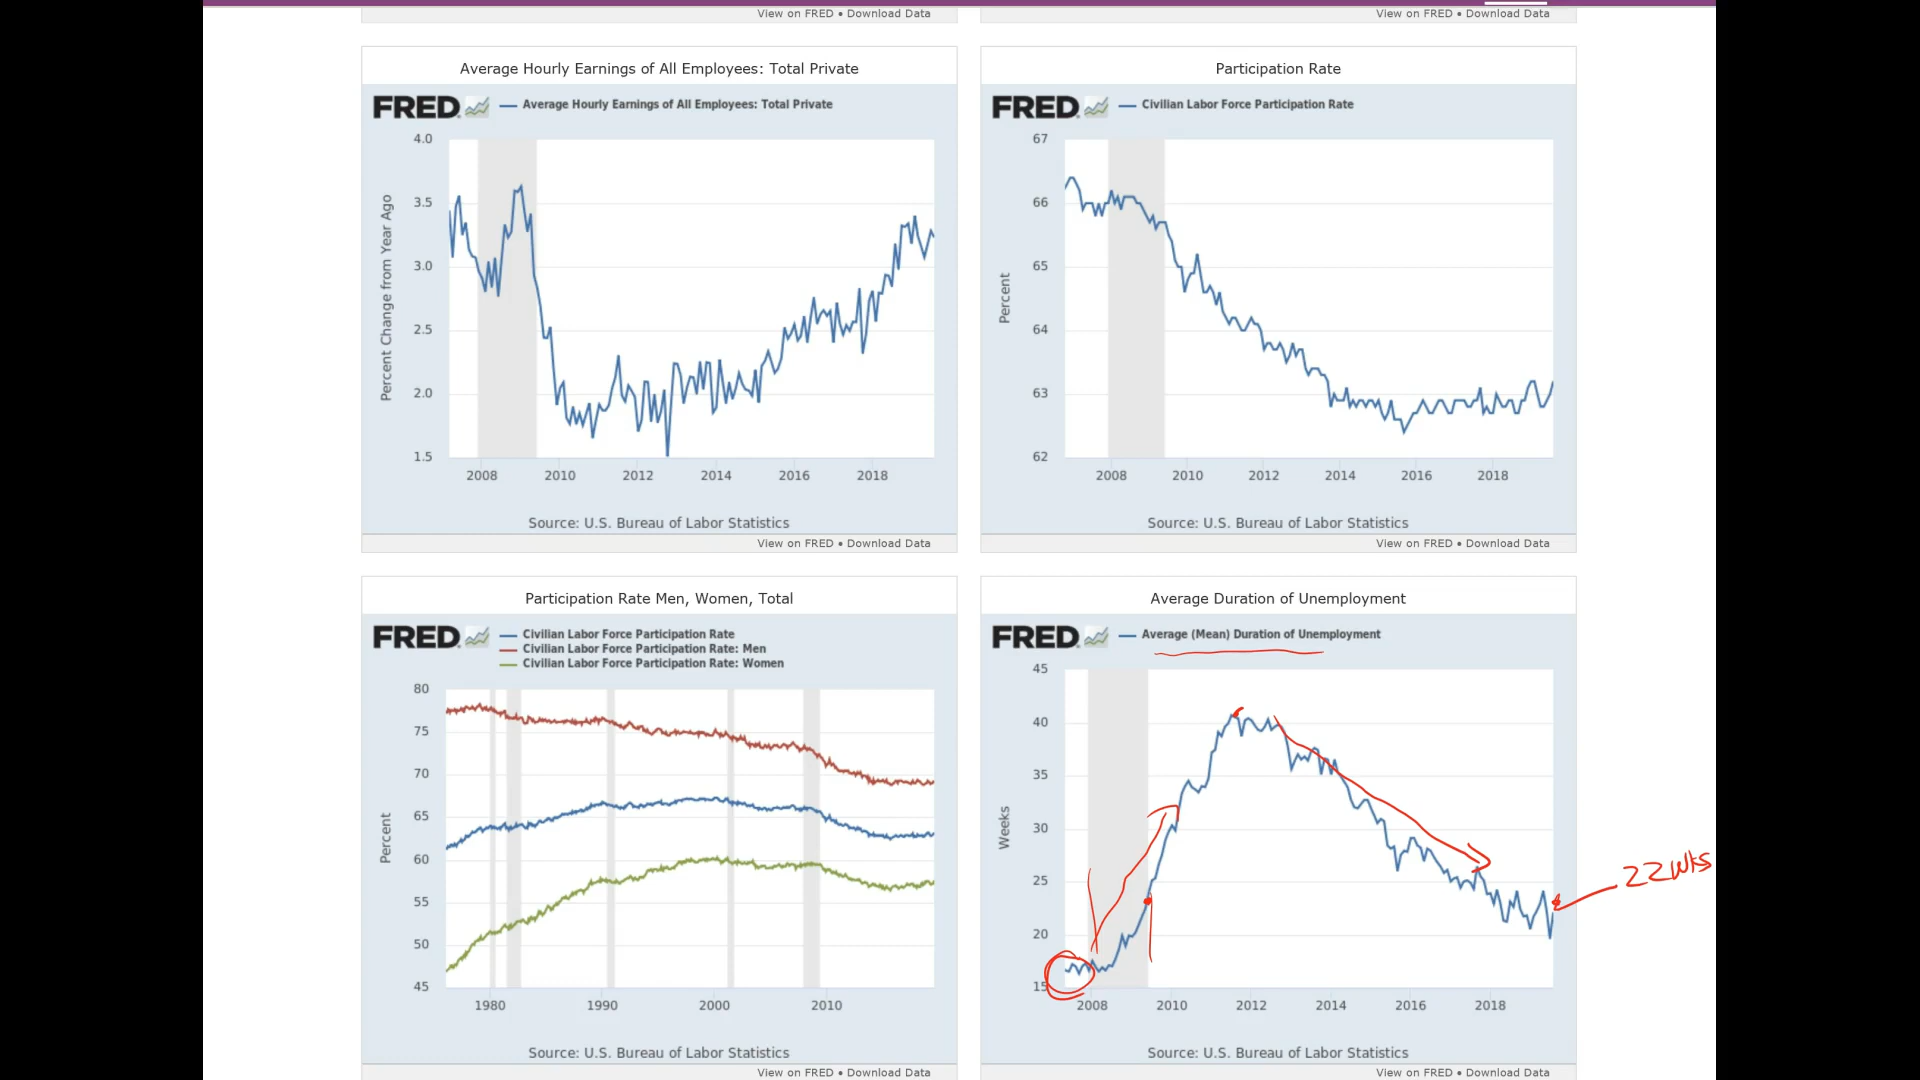 View on FRED • Download Data
View on FRED • Download Data
Average Hourly Earnings of All Employees: Total Private
FRED
Average Hourly Earnings of All Employees: Total Private
4.0
3.5
3.0
2.5
2.0
1.5
Percent Change from Year Ago
2008 2010 2012 2014 2016 2018
Source: U.S. Bureau of Labor Statistics
View on FRED • Download Data
Participation Rate
FRED
Civilian Labor Force Participation Rate
67
66
65
64
63
62
Percent
2008 2010 2012 2014 2016 2018
Source: U.S. Bureau of Labor Statistics
View on FRED • Download Data
Participation Rate Men, Women, Total
FRED
Civilian Labor Force Participation Rate
Civilian Labor Force Participation Rate: Men
Civilian Labor Force Participation Rate: Women
80
75
70
65
60
55
50
45
Percent
1980 1990 2000 2010
Source: U.S. Bureau of Labor Statistics
View on FRED • Download Data
Average Duration of Unemployment
FRED
Average (Mean) Duration of Unemployment
45
40
35
30
25
20
15
Weeks
2008 2010 2012 2014 2016 2018
22 wks
Source: U.S. Bureau of Labor Statistics
View on FRED • Download Data